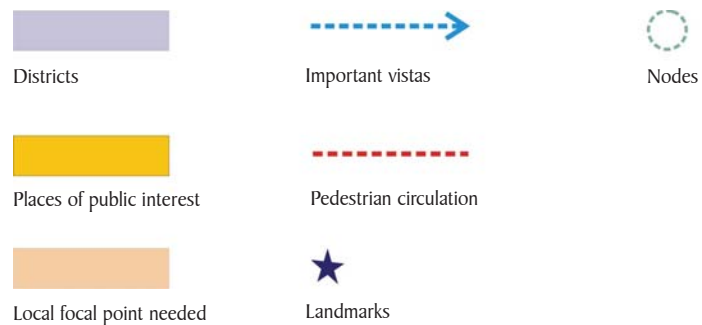 Districts
Important vistas
Nodes
Places of public interest
Pedestrian circulation
Local focal point needed
Landmarks